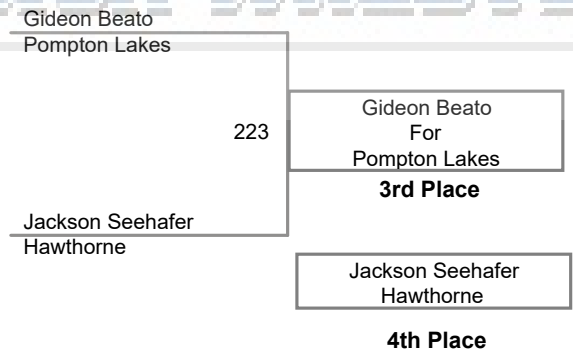 Gideon Beato
Pompton Lakes
223
Gideon Beato
For
Pompton Lakes
3rd Place
Jackson Seehafer
Hawthorne
Jackson Seehafer
Hawthorne
4th Place